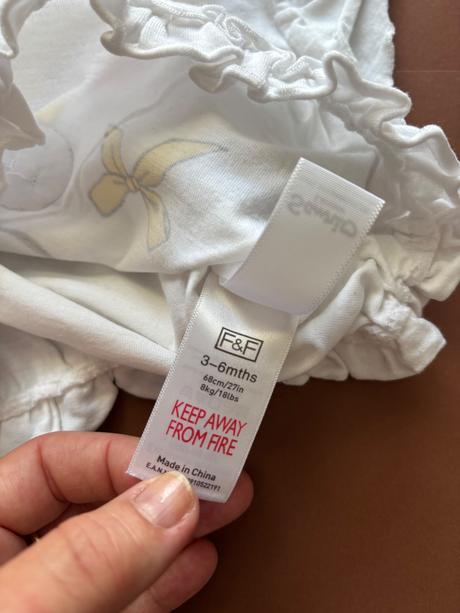 F&F
3–6mths
68cm/27in
8kg/18lbs
KEEP AWAY
FROM FIRE
Made in China